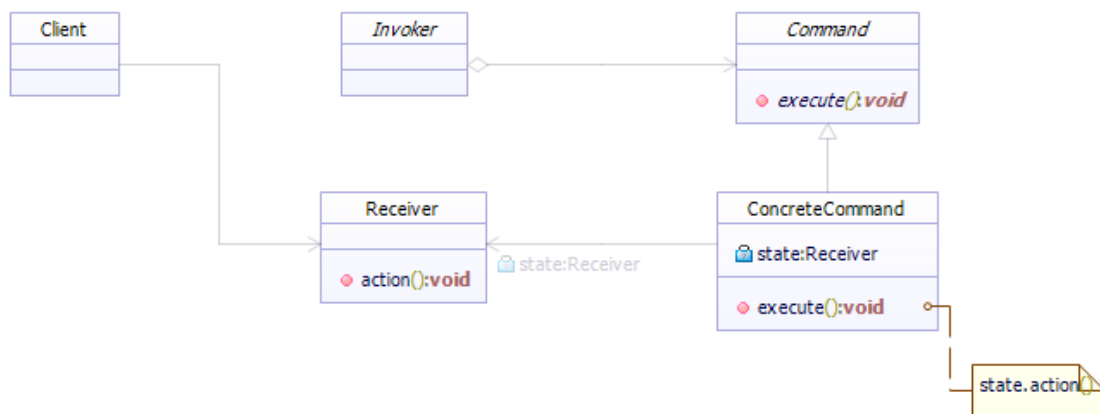 Client
Invoker
Command
execute():void
Receiver
action():void
state:Receiver
ConcreteCommand
state:Receiver
execute():void
state.action()